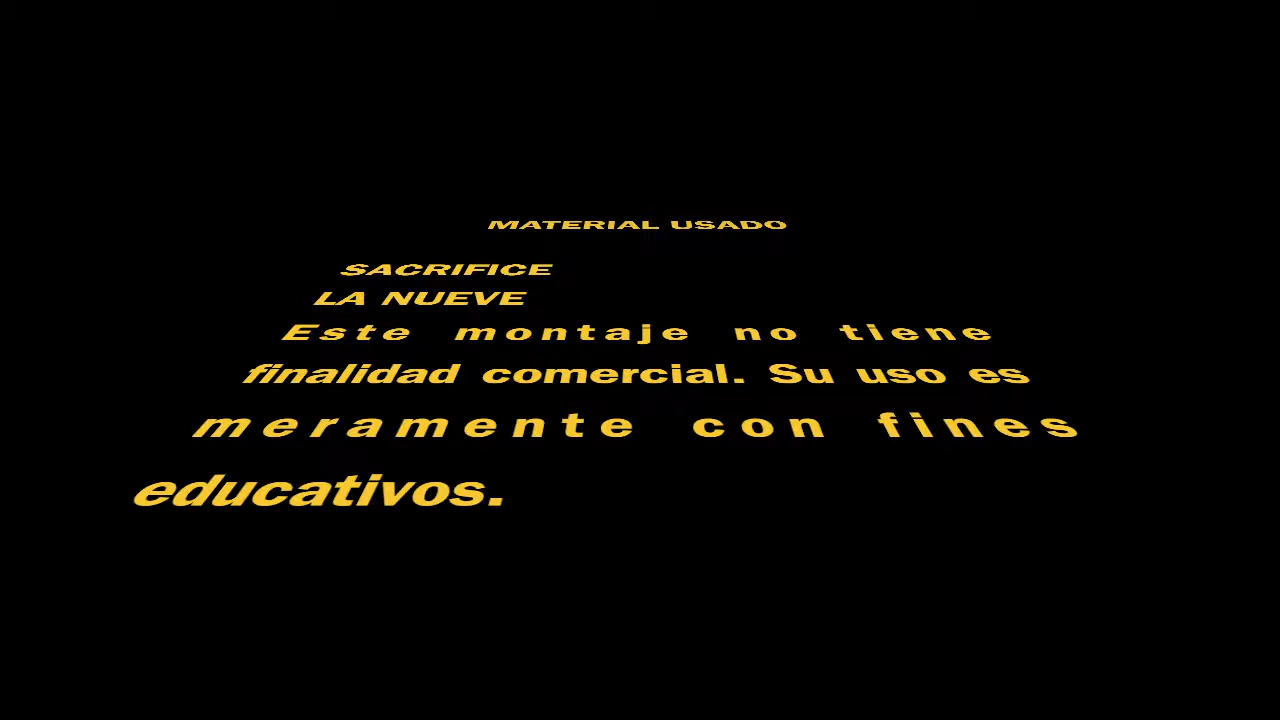 MATERIAL USADO
SACRIFICE
LA NUEVE
Este montaje no tiene
finalidad comercial. Su uso es
meramente con fines
educativos.